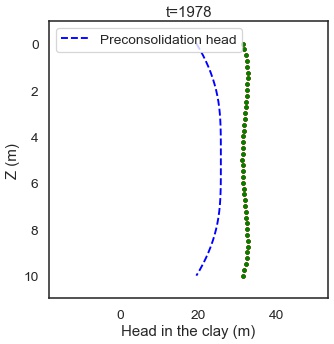 t=1978
Preconsolidation head
0
2
4
6
8
10
Z (m)
0 20 40
Head in the clay (m)